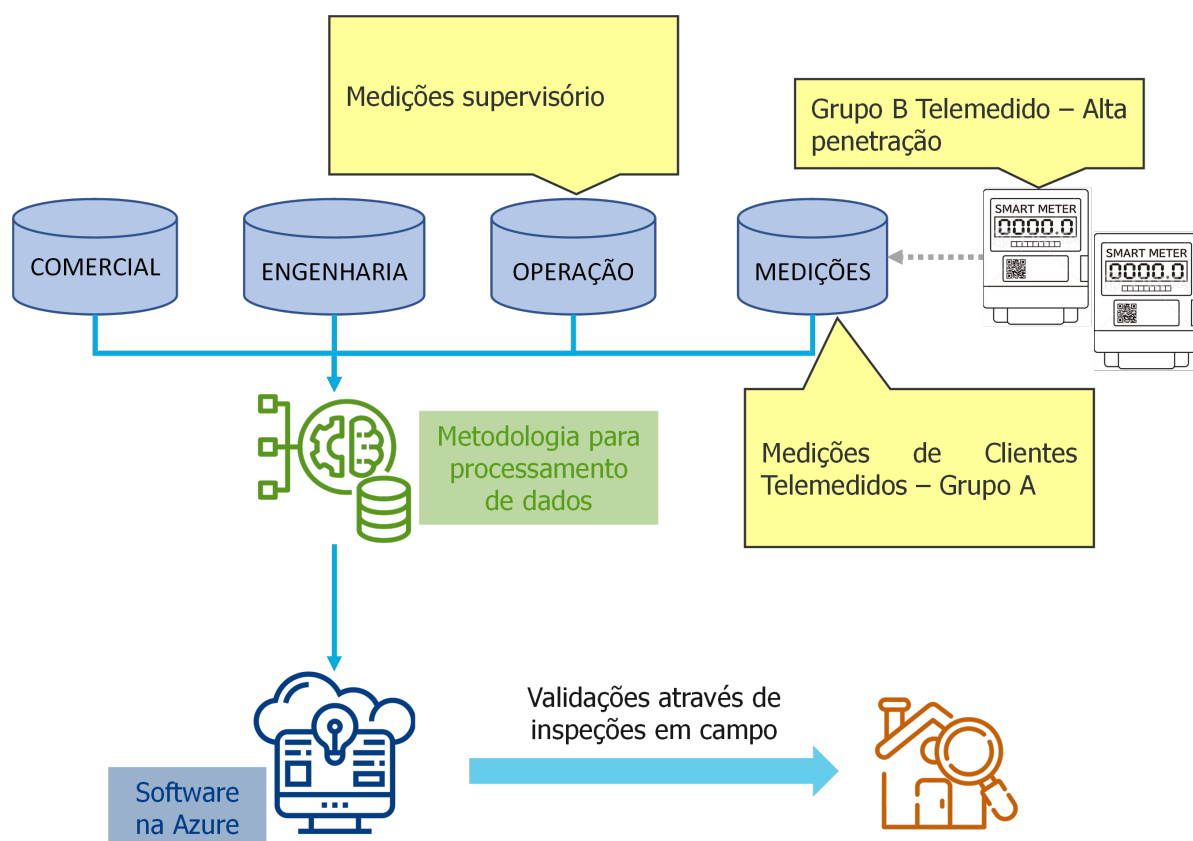 Medições supervisório
Grupo B Telemedido – Alta
penetração
SMART METER
0000.0
SMART METER
0000.0
COMERCIAL
ENGENHARIA
OPERAÇÃO
MEDIÇÕES
Metodologia para
processamento
de dados
Medições de Clientes
Telemedidos – Grupo A
Validações através de
inspeções em campo
Software
na Azure